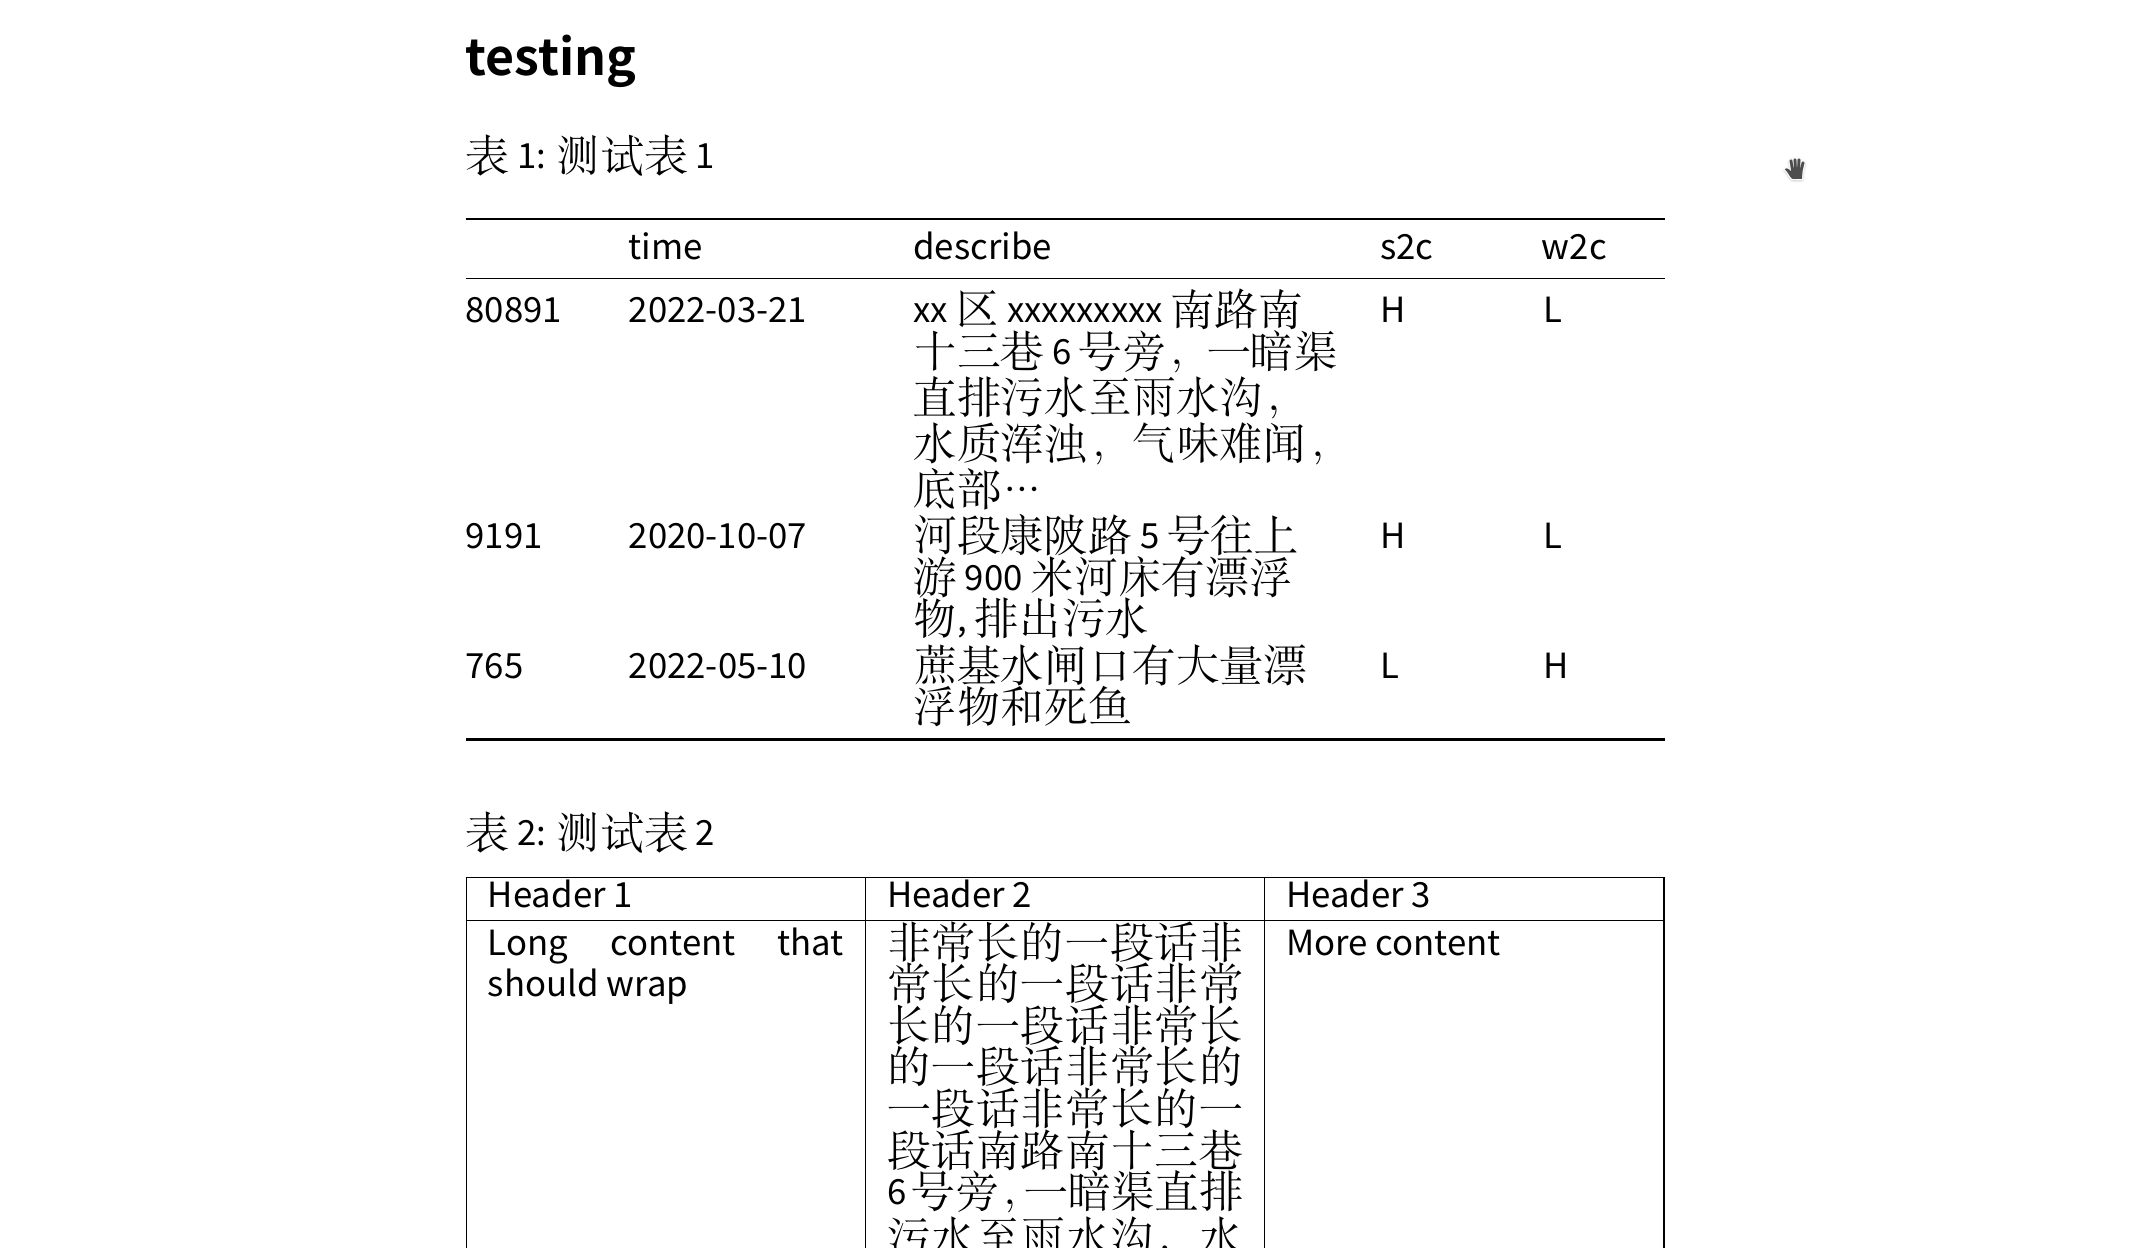 testing
表 1: 测试表 1
time describe s2c w2c
80891 2022-03-21 xx 区 xxxxxxxxx 南路南 H L
十三巷 6 号旁，一暗渠
直排污水至雨水沟，
水质浑浊，气味难闻，
底部…
9191 2020-10-07 河段康陂路 5 号往上 H L
游 900 米河床有漂浮
物, 排出污水
765 2022-05-10 蔗基水闸口有大量漂 L H
浮物和死鱼
表 2: 测试表 2
Header 1 Header 2 Header 3
Long content that 非常长的一段话非 More content
should wrap 常长的一段话非常
长的一段话非常长
的一段话非常长的
一段话非常长的一
段话南路南十三巷
6 号旁，一暗渠直排
污水至雨水沟，水